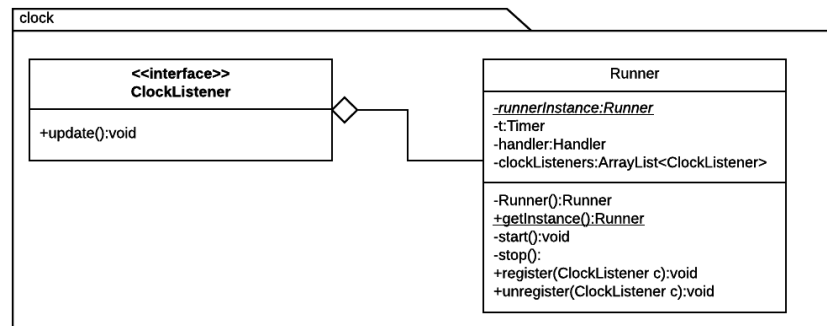 clock
<<interface>>
ClockListener
+update():void
Runner
-runnerInstance:Runner
-t:Timer
-handler:Handler
-clockListeners:ArrayList<ClockListener>
-Runner():Runner
+getInstance():Runner
-start():void
-stop():
+register(ClockListener c):void
+unregister(ClockListener c):void